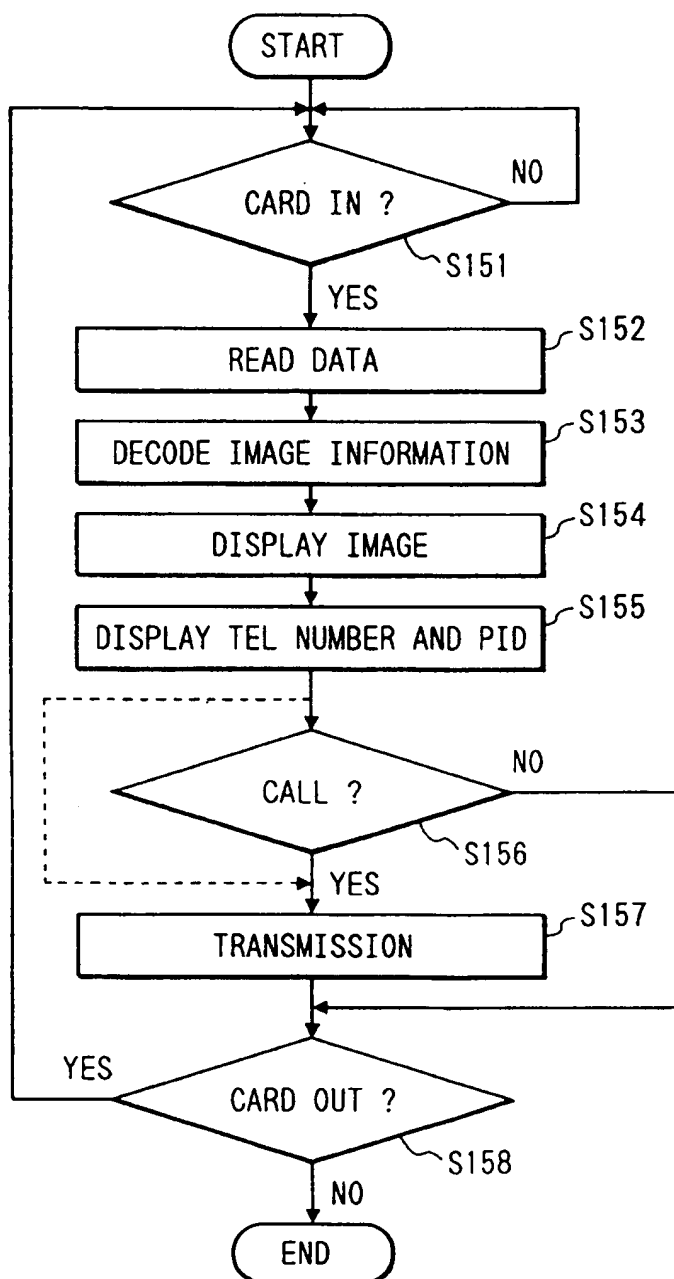 START
NO
CARD IN ?
S151
YES
S152
READ DATA
S153
DECODE IMAGE INFORMATION
S154
DISPLAY IMAGE
S155
DISPLAY TEL NUMBER AND PID
NO
CALL ?
S156
YES
S157
TRANSMISSION
YES
CARD OUT ?
S158
NO
END